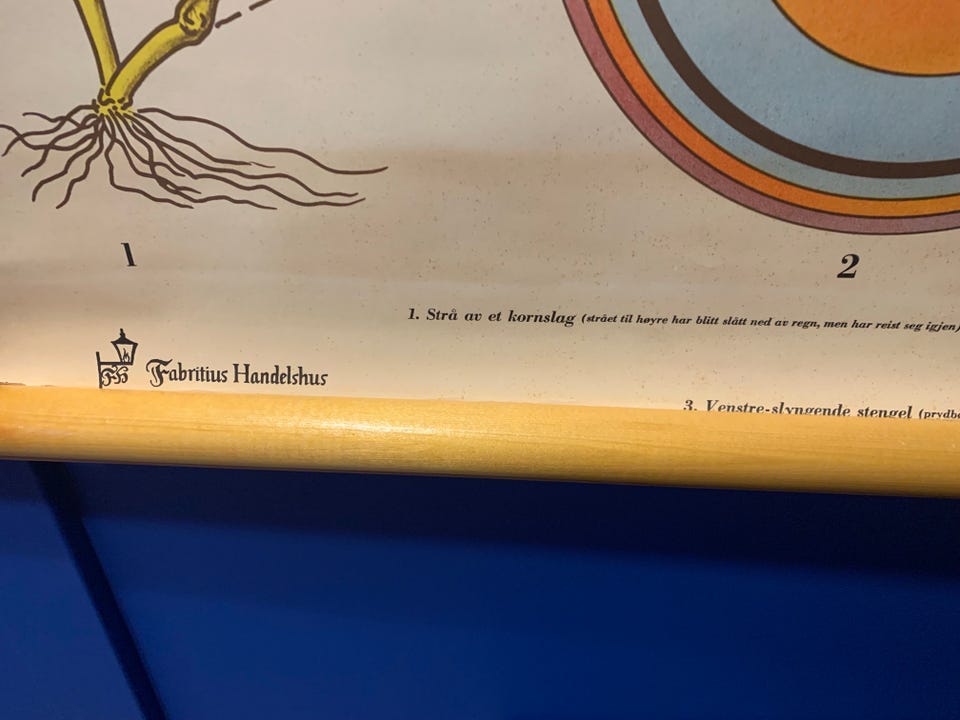 1
2
1. Strå av et kornslag (strået til høyre har blitt slått ned av regn, men har reist seg igjen)
FH Fabritius Handelshus
3. Venstre-slyngende stengel